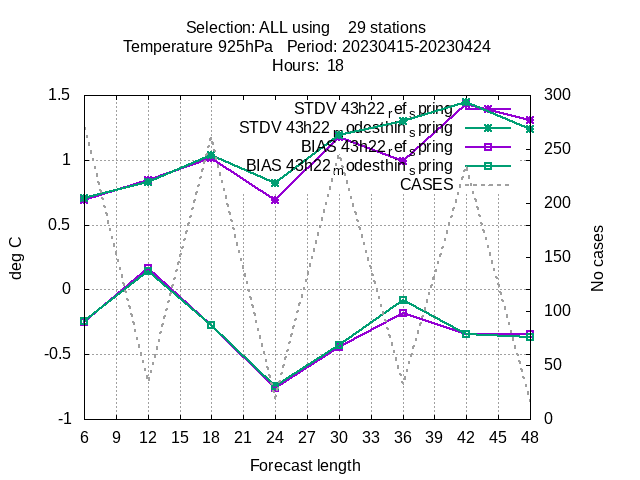 Selection: ALL using    29 stations
Temperature 925hPa   Period: 20230415-20230424
Hours: 18
STDV 43h22_ref_spring
STDV 43h22_modesthin_spring
BIAS 43h22_ref_spring
BIAS 43h22_modesthin_spring
CASES
1.5
1
0.5
0
-0.5
-1
deg C
300
250
200
150
100
50
0
No cases
6 9 12 15 18 21 24 27 30 33 36 39 42 45 48
Forecast length